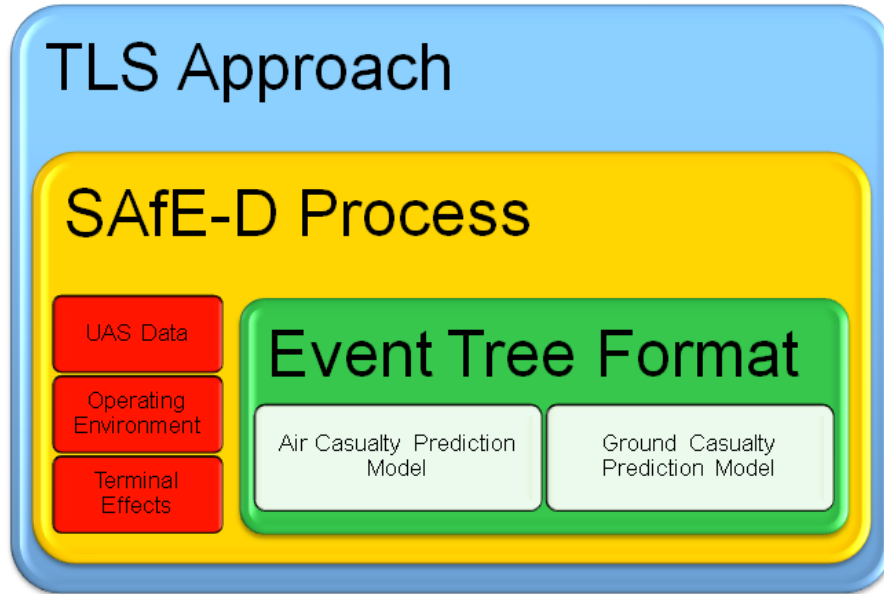 TLS Approach
SAfE-D Process
UAS Data
Operating
Environment
Terminal
Effects
Event Tree Format
Air Casualty Prediction
Model
Ground Casualty
Prediction Model